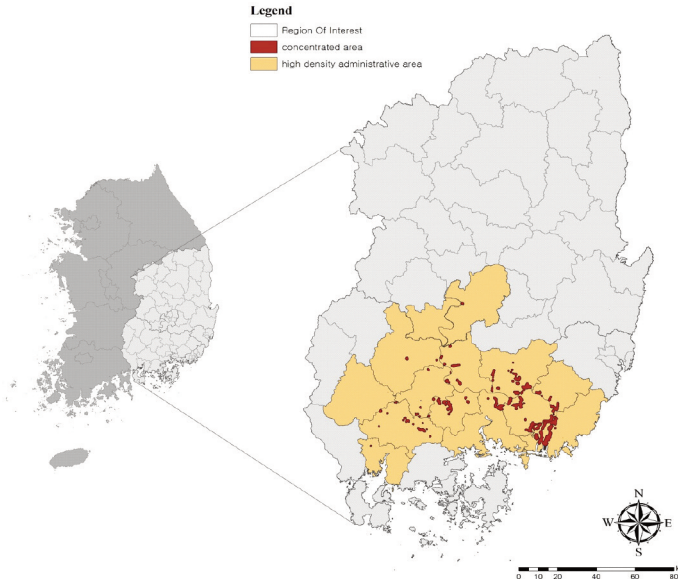 Legend
Region Of Interest
concentrated area
high density administrative area
N
W E
S
0 10 20 40 60 80